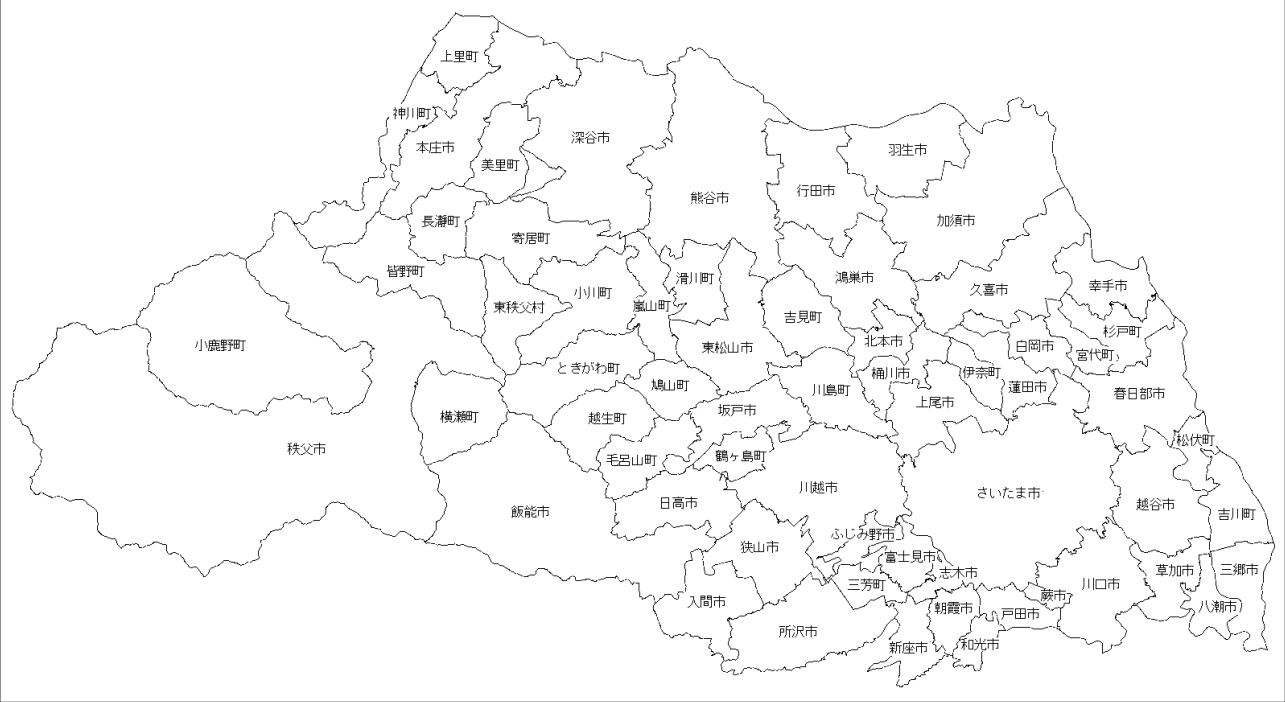 上里町
神川町
本庄市
美里町
深谷市
熊谷市
行田市
羽生市
加須市
長瀞町
寄居町
皆野町
東秩父村
小川町
嵐山町
滑川町
吉見町
鴻巣市
久喜市
幸手市
小鹿野町
ときがわ町
東松山市
北本市
白岡市
杉戸町
宮代町
鳩山町
川島町
桶川市
伊奈町
蓮田市
春日部市
横瀬町
越生町
坂戸市
上尾市
秩父市
毛呂山町
鶴ヶ島町
松伏町
飯能市
日高市
川越市
さいたま市
越谷市
吉川町
狭山市
ふじみ野市
富士見市
志木市
三芳町
川口市
草加市
三郷市
入間市
所沢市
新座市
朝霞市
和光市
戸田市
蕨市
八潮市